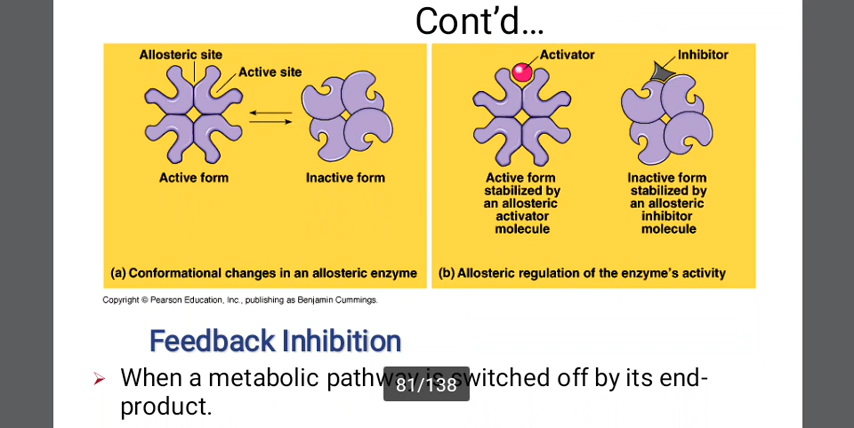 Cont'd...
Allosteric site
Active site
Active form
Inactive form
(a) Conformational changes in an allosteric enzyme
Activator
Inhibitor
Active form
stabilized by
an allosteric
activator
molecule
Inactive form
stabilized by
an allosteric
inhibitor
molecule
(b) Allosteric regulation of the enzyme's activity
Copyright © Pearson Education, Inc., publishing as Benjamin Cummings.
Feedback Inhibition
➢ When a metabolic pathway is switched off by its end-
product.
81/138